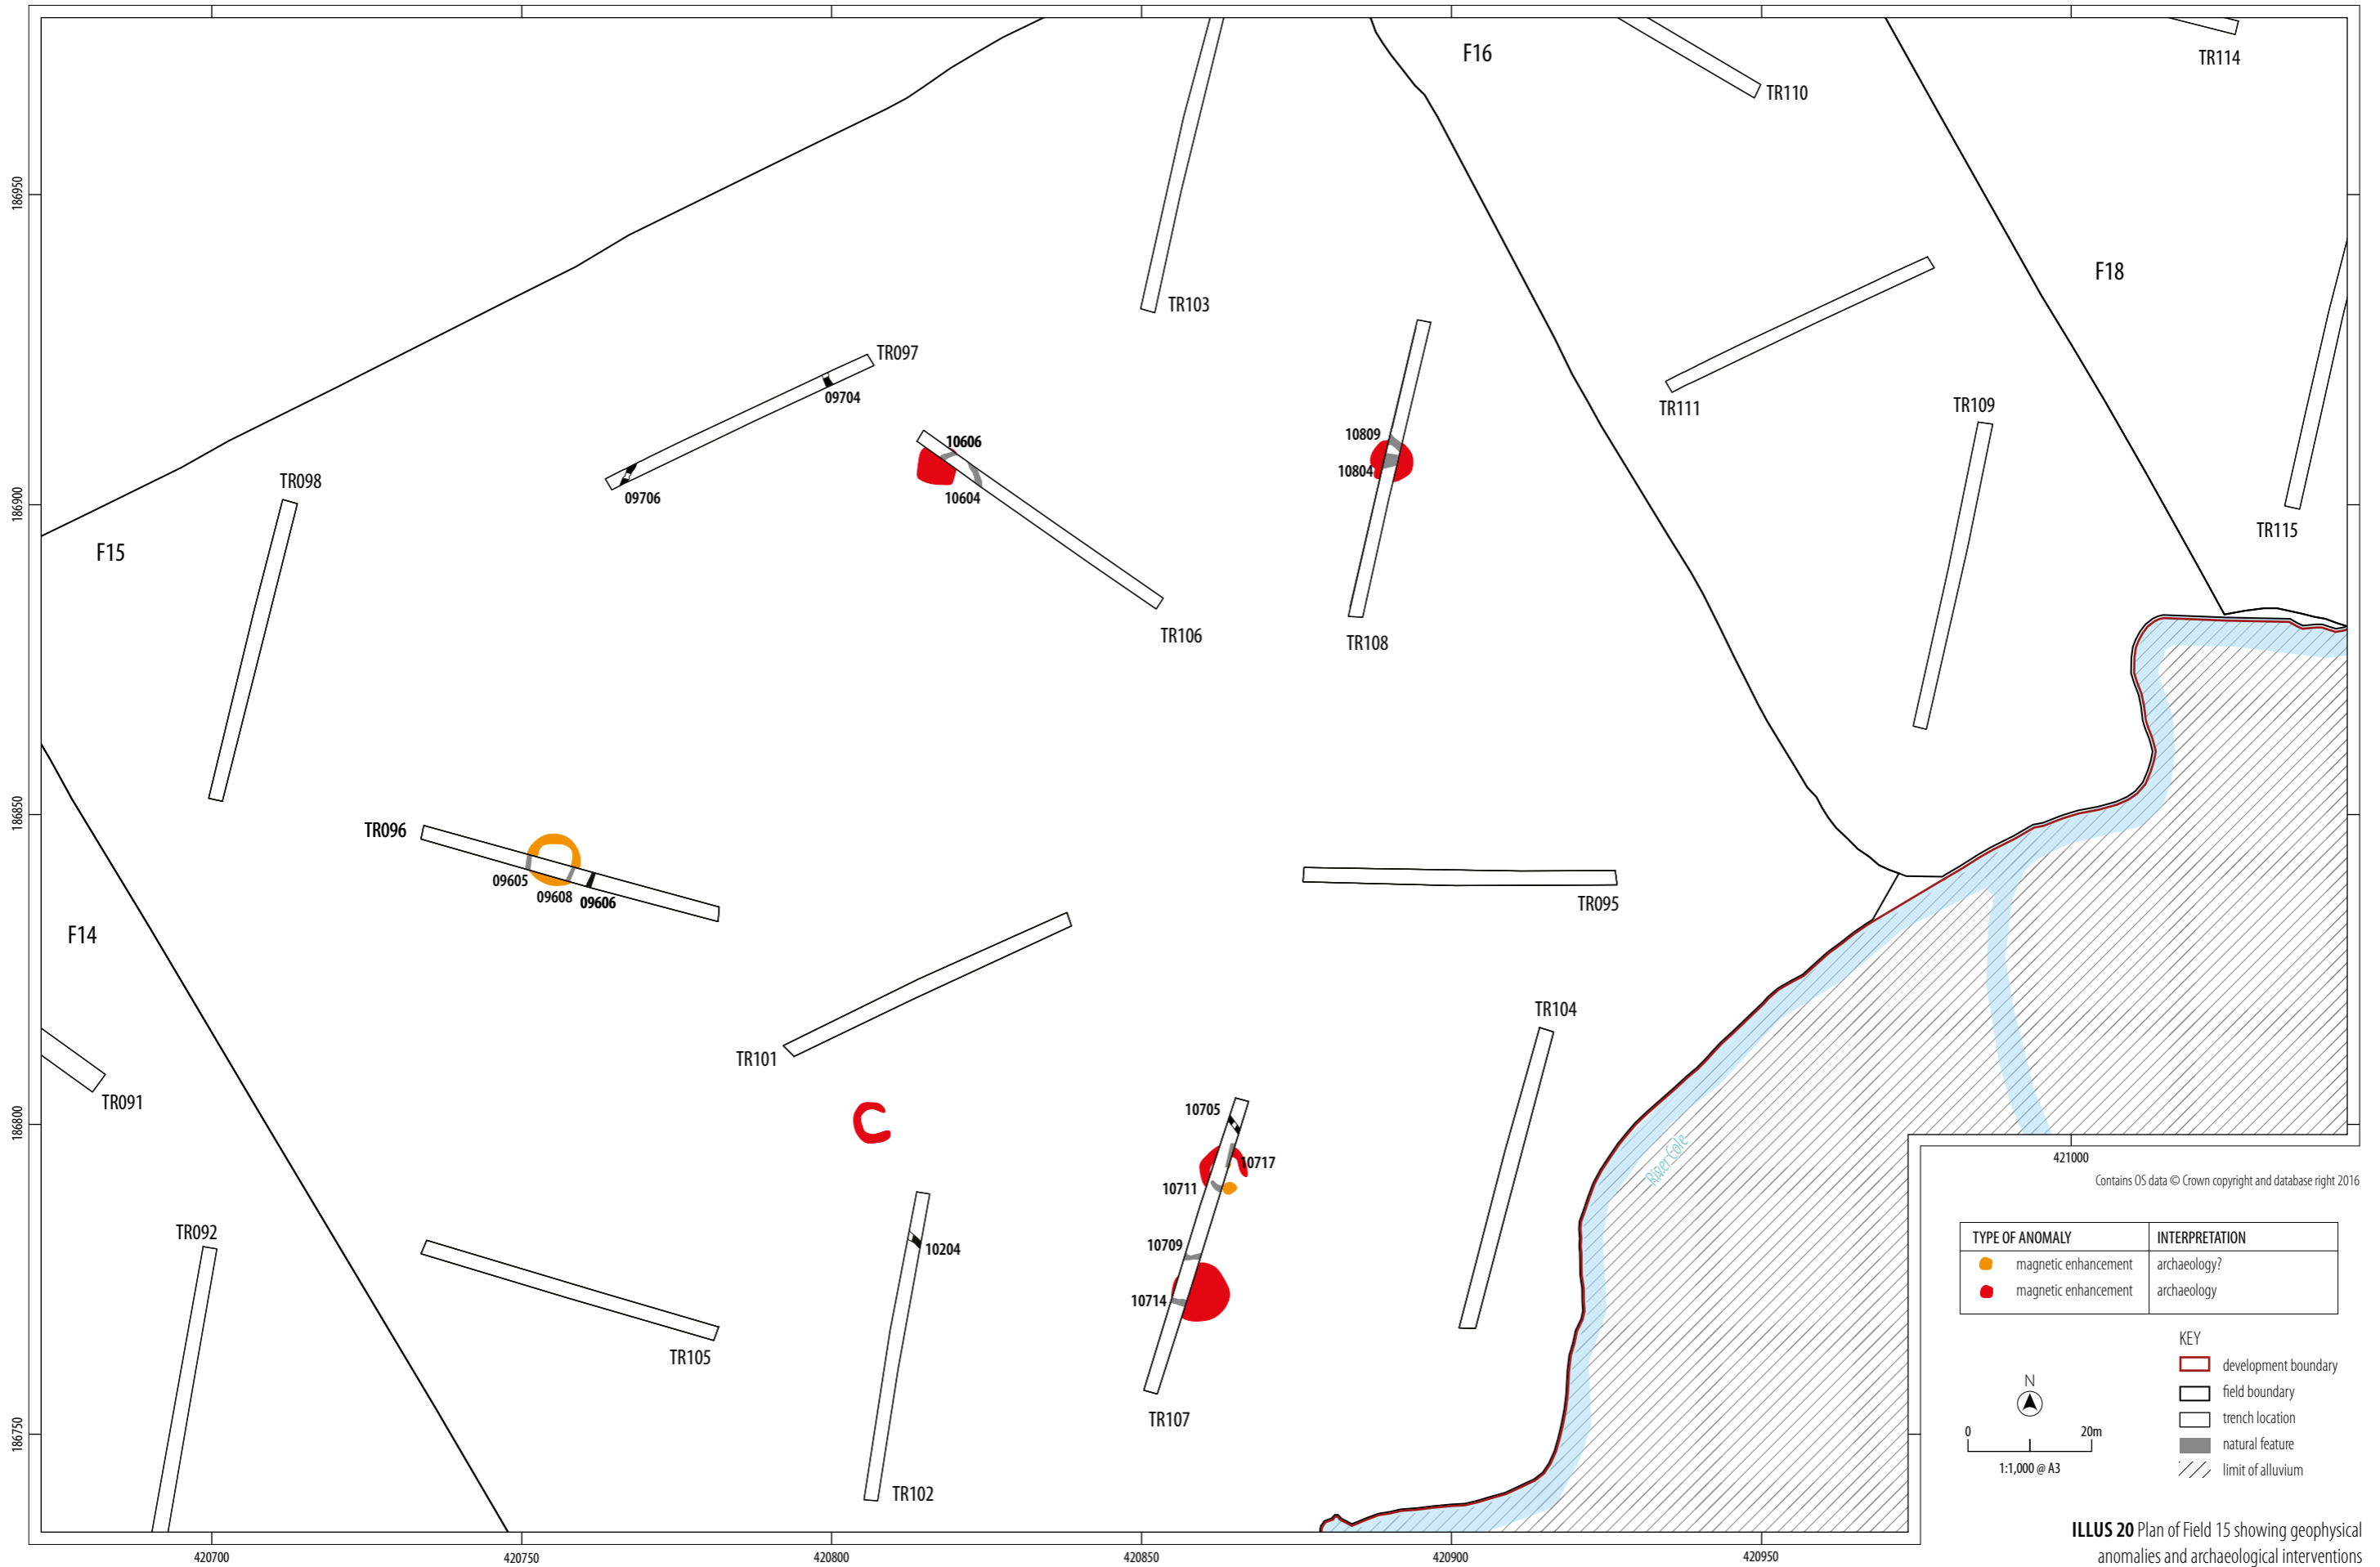 F16
TR114
TR110
186950
F18
TR103
TR097
09704
TR111
TR109
10606
10809
TR098
10804
09706
10604
186900
TR115
F15
TR106
TR108
186850
TR096
09605
09608
09606
TR095
F14
TR104
TR101
TR091
10705
186800
River Cole
10717
421000
10711
Contains OS data © Crown copyright and database right 2016
TR092
TYPE OF ANOMALY INTERPRETATION
10709
10204
magnetic enhancement archaeology?
magnetic enhancement archaeology
10714
KEY
TR105
development boundary
N
field boundary
TR107
trench location
0 20m
186750
natural feature
1:1,000 @ A3
limit of alluvium
TR102
ILLUS 20 Plan of Field 15 showing geophysical
anomalies and archaeological interventions
420700 420750 420800 420850 420900 420950